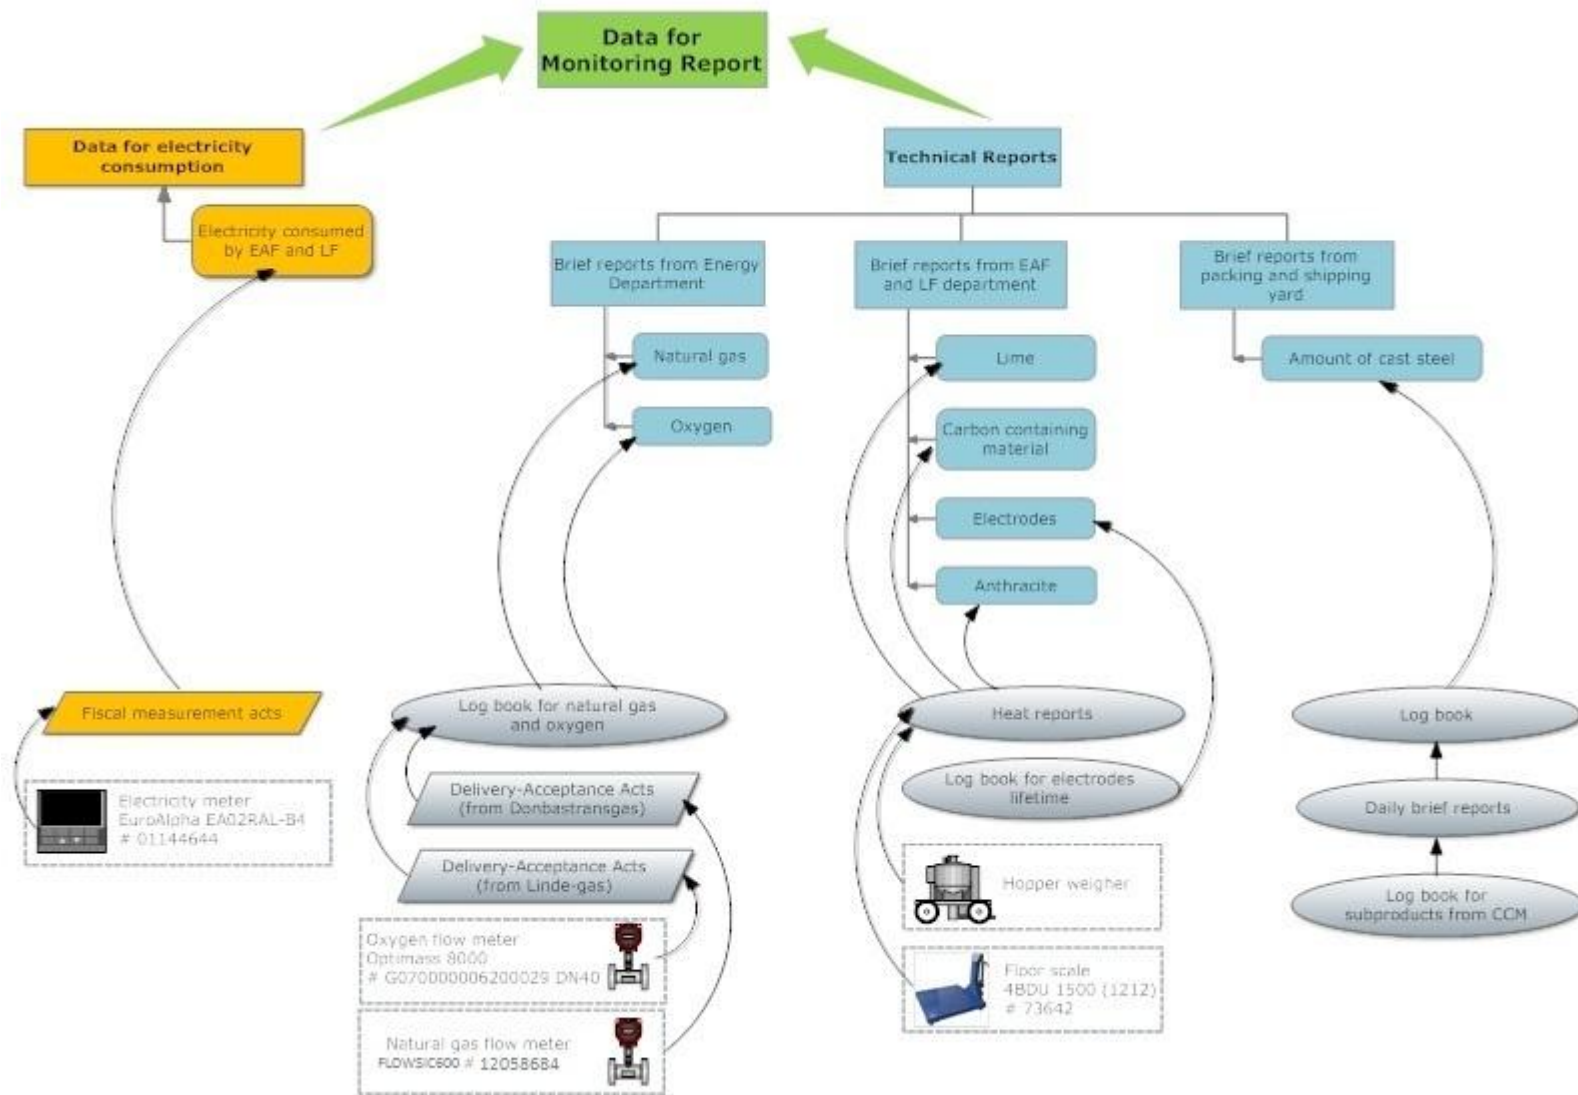 Data for
Monitoring Report
Data for electricity
consumption
Technical Reports
Electricity consumed
by EAF and LF
Brief reports from Energy
Department
Brief reports from EAF
and LF department
Brief reports from
packing and shipping
yard
Natural gas
Lime
Amount of cast steel
Oxygen
Carbon containing
material
Electrodes
Anthracite
Fiscal measurement acts
Log book for natural gas
and oxygen
Heat reports
Log book
Electricity meter
EuroAlpha EA02RAL-B4
# 01144644
Delivery-Acceptance Acts
(from Donbastransgas)
Log book for electrodes
lifetime
Daily brief reports
Delivery-Acceptance Acts
(from Linde-gas)
Hopper weigher
Log book for
subproducts from CCM
Oxygen flow meter
Optimass 8000
# G070000006200029 DN40
Floor scale
4BDU 1500 (1212)
# 73642
Natural gas flow meter
FLOWSIC600 # 12058684